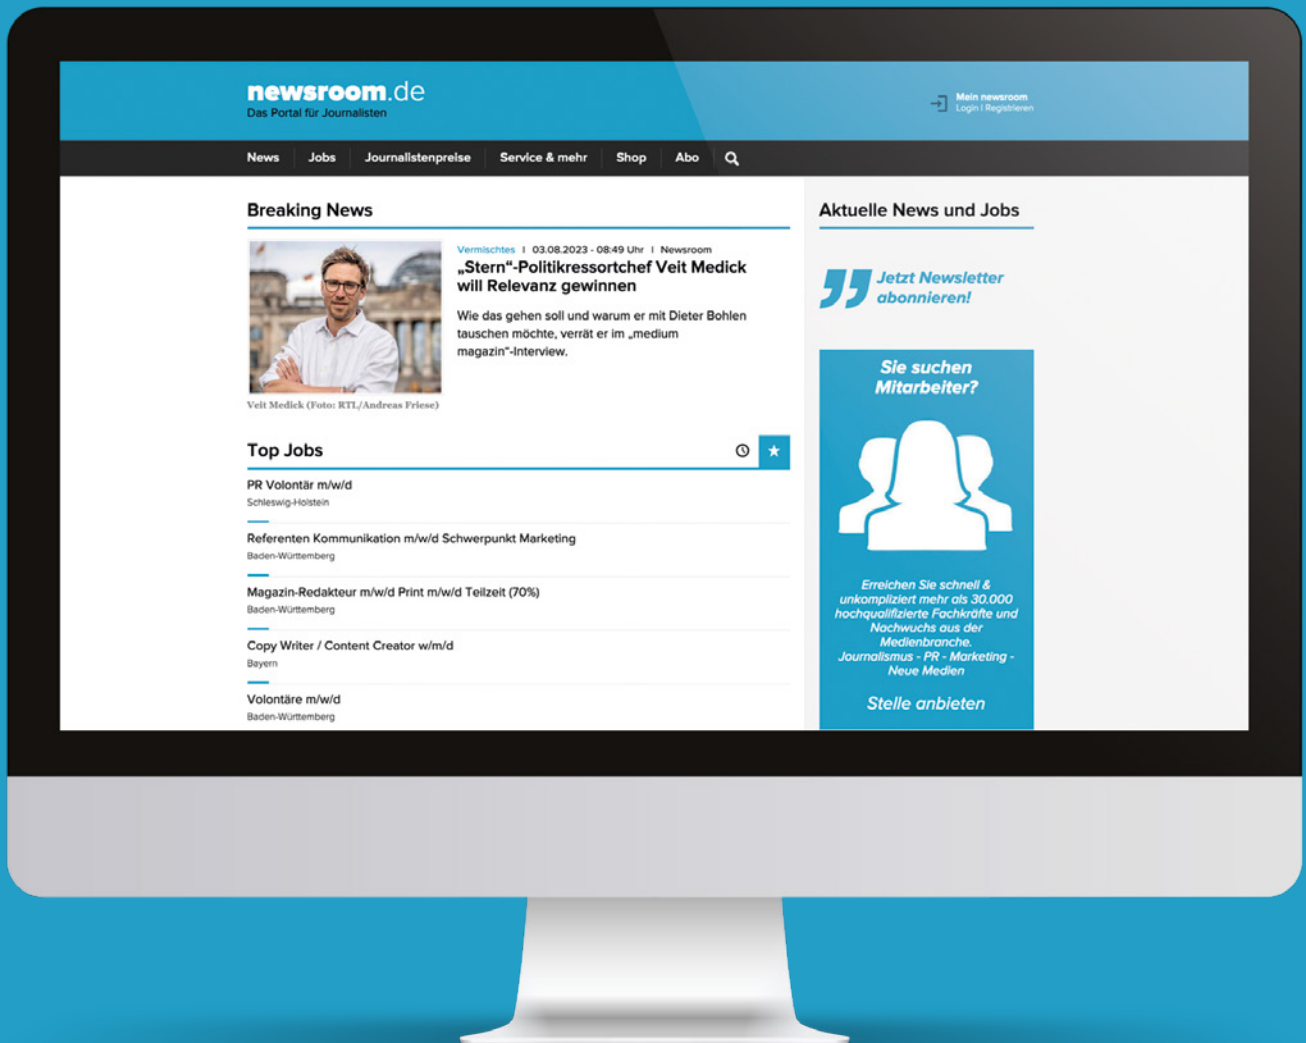 newsroom.de
Das Portal für Journalisten
Mein newsroom
Login | Registrieren
News
Jobs
Journalistenpreise
Service & mehr
Shop
Abo
Breaking News
Vermischtes | 03.08.2023 - 08:49 Uhr | Newsroom
„Stern“-Politikressortchef Veit Medick
will Relevanz gewinnen
Wie das gehen soll und warum er mit Dieter Bohlen
tauschen möchte, verrät er im „medium
magazin“-Interview.
Veit Medick (Foto: RTL/Andreas Friese)
Top Jobs
PR Volontär m/w/d
Schleswig-Holstein
Referenten Kommunikation m/w/d Schwerpunkt Marketing
Baden-Württemberg
Magazin-Redakteur m/w/d Print m/w/d Teilzeit (70%)
Baden-Württemberg
Copy Writer / Content Creator w/m/d
Bayern
Volontäre m/w/d
Baden-Württemberg
Aktuelle News und Jobs
Jetzt Newsletter
abonnieren!
Sie suchen
Mitarbeiter?
Erreichen Sie schnell &
unkompliziert mehr als 30.000
hochqualifizierte Fachkräfte und
Nachwuchs aus der
Medienbranche.
Journalismus - PR - Marketing -
Neue Medien
Stelle anbieten